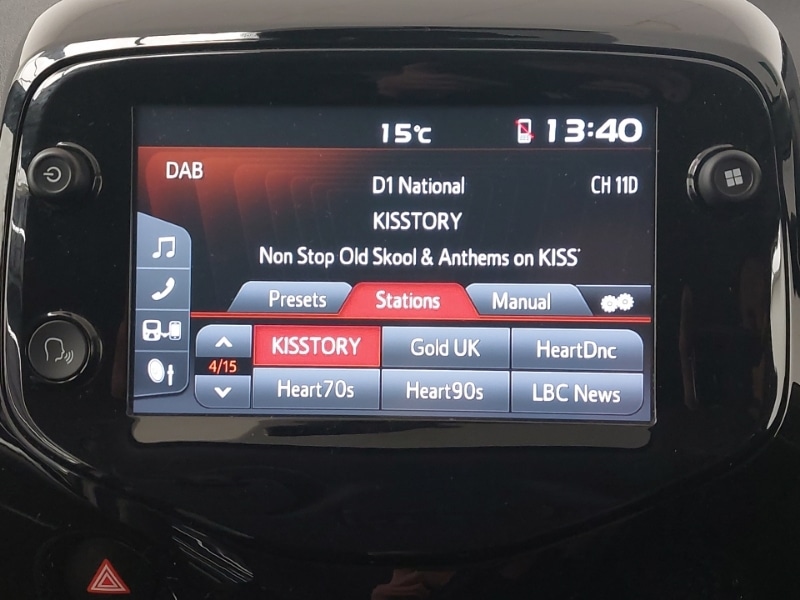 15°C 13:40
DAB
D1 National CH 11D
KISSTORY
Non Stop Old Skool & Anthems on KISS'
Presets Stations Manual
KISSTORY Gold UK HeartDnc
4/15
Heart70s Heart90s LBC News